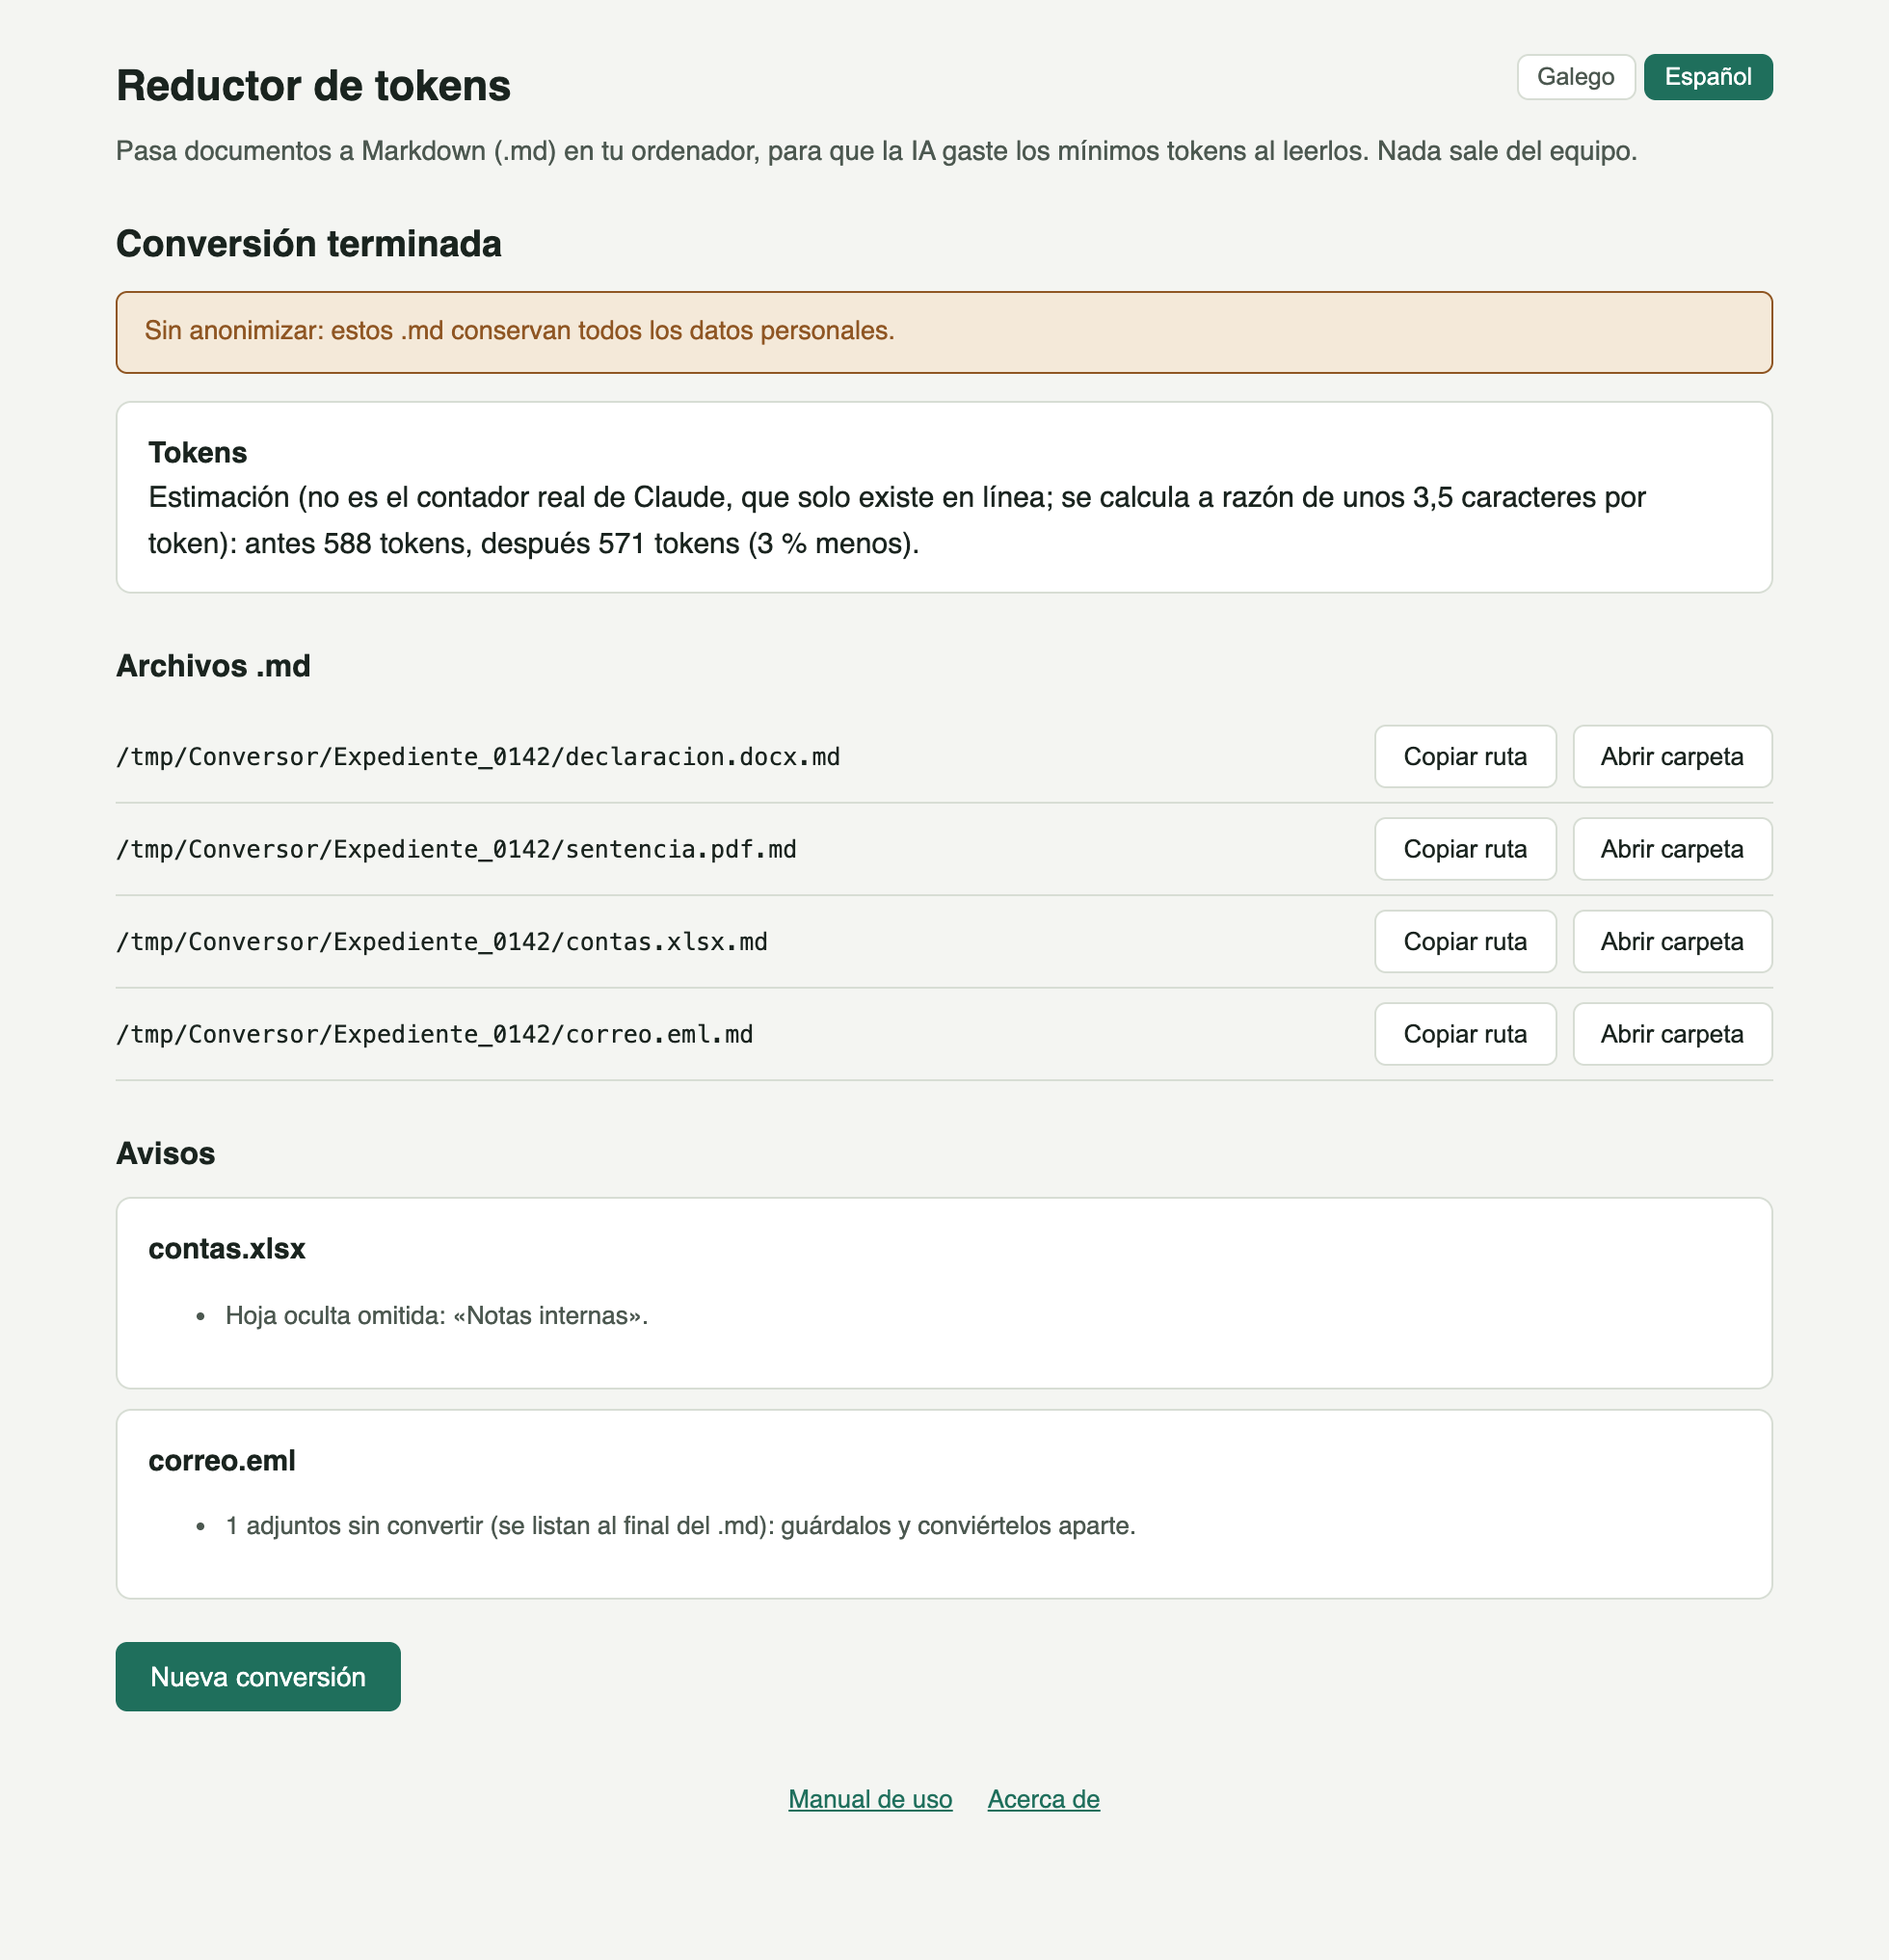 Reductor de tokens
Galego
Español
Pasa documentos a Markdown (.md) en tu ordenador, para que la IA gaste los mínimos tokens al leerlos. Nada sale del equipo.
Conversión terminada
Sin anonimizar: estos .md conservan todos los datos personales.
Tokens
Estimación (no es el contador real de Claude, que solo existe en línea; se calcula a razón de unos 3,5 caracteres por
token): antes 588 tokens, después 571 tokens (3 % menos).
Archivos .md
/tmp/Conversor/Expediente_0142/declaracion.docx.md
Copiar ruta
Abrir carpeta
/tmp/Conversor/Expediente_0142/sentencia.pdf.md
Copiar ruta
Abrir carpeta
/tmp/Conversor/Expediente_0142/contas.xlsx.md
Copiar ruta
Abrir carpeta
/tmp/Conversor/Expediente_0142/correo.eml.md
Copiar ruta
Abrir carpeta
Avisos
contas.xlsx
• Hoja oculta omitida: «Notas internas».
correo.eml
• 1 adjuntos sin convertir (se listan al final del .md): guárdalos y conviértelos aparte.
Nueva conversión
Manual de uso
Acerca de